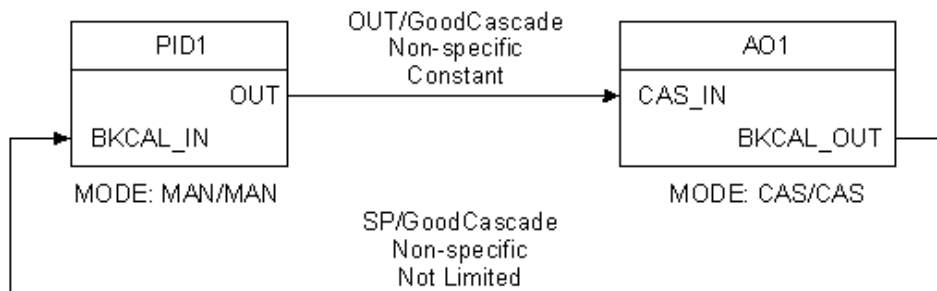 PID1
OUT
BKCAL_IN
MODE: MAN/MAN
OUT/GoodCascade
Non-specific
Constant
AO1
CAS_IN
BKCAL_OUT
MODE: CAS/CAS
SP/GoodCascade
Non-specific
Not Limited